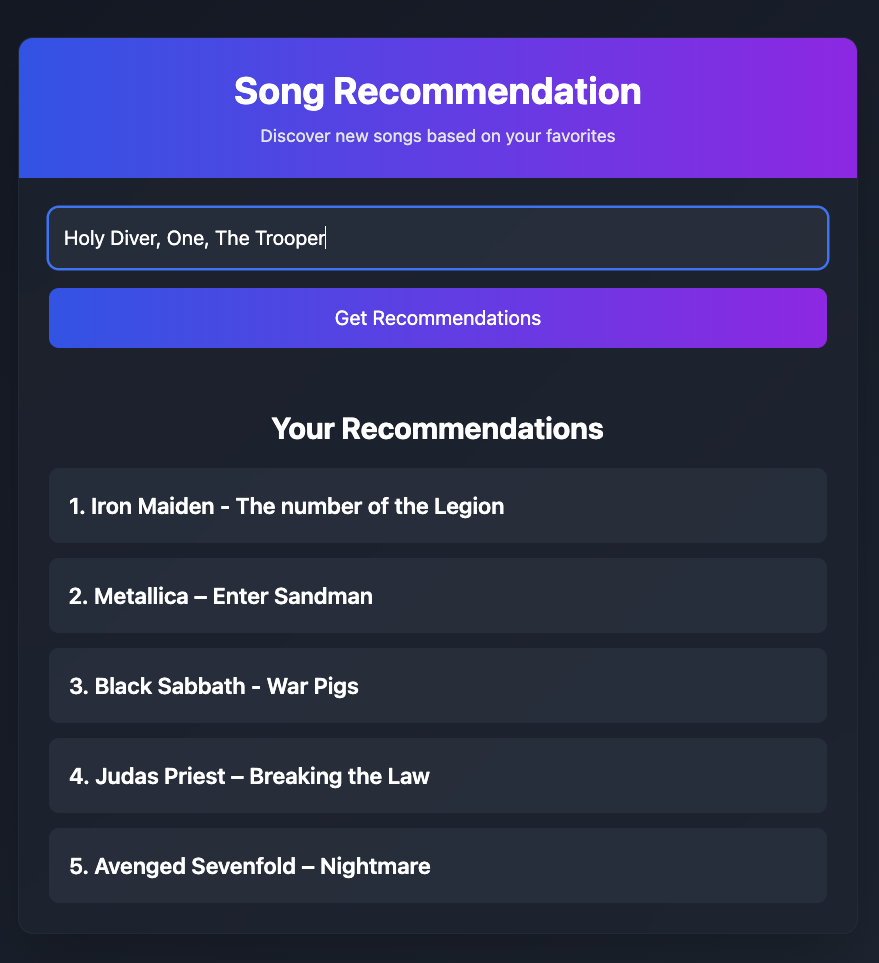 Song Recommendation
Discover new songs based on your favorites
Holy Diver, One, The Trooper
Get Recommendations
Your Recommendations
1. Iron Maiden - The number of the Legion
2. Metallica – Enter Sandman
3. Black Sabbath - War Pigs
4. Judas Priest – Breaking the Law
5. Avenged Sevenfold – Nightmare